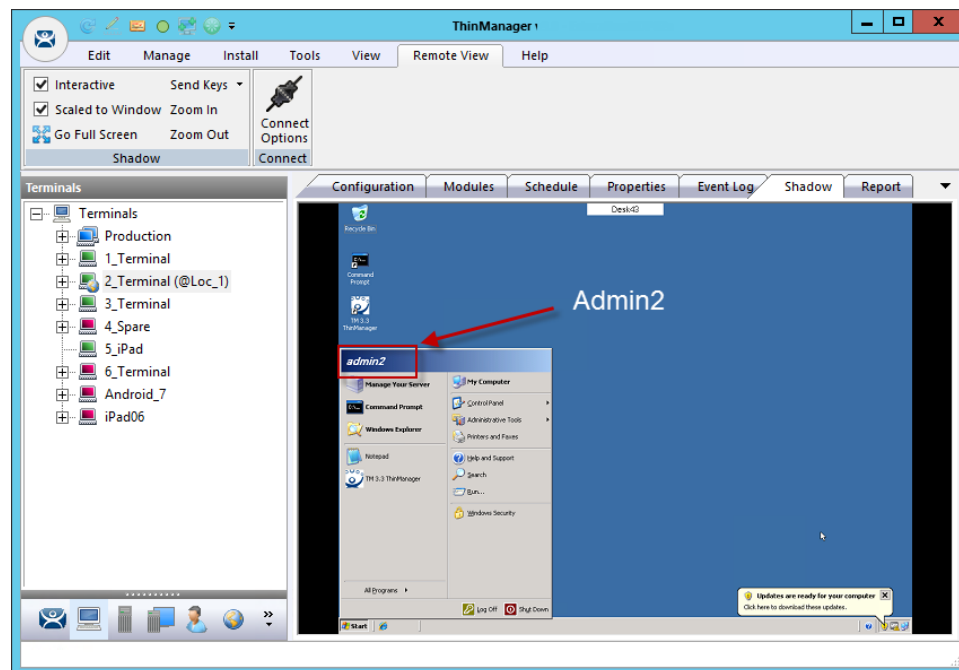 ThinManager
Edit Manage Install Tools View Remote View Help
Interactive Send Keys
Scaled to Window Zoom In
Go Full Screen Zoom Out
Connect Options
Shadow Connect
Terminals
Configuration Modules Schedule Properties Event Log Shadow Report
Terminals
Production
1_Terminal
2_Terminal (@Loc_1)
3_Terminal
4_Spare
5_iPad
6_Terminal
Android_7
iPad06
Desk43
Recycle Bin
Command Prompt
TM 3.3 ThinManager
Admin2
admin2
Manage Your Server
Command Prompt
Windows Explorer
Notepad
TM 3.3 ThinManager
All Programs
My Computer
Control Panel
Administrative Tools
Printers and Faxes
Help and Support
Search
Run...
Windows Security
Log Off Shut Down
Updates are ready for your computer
Click here to download these updates.
Start